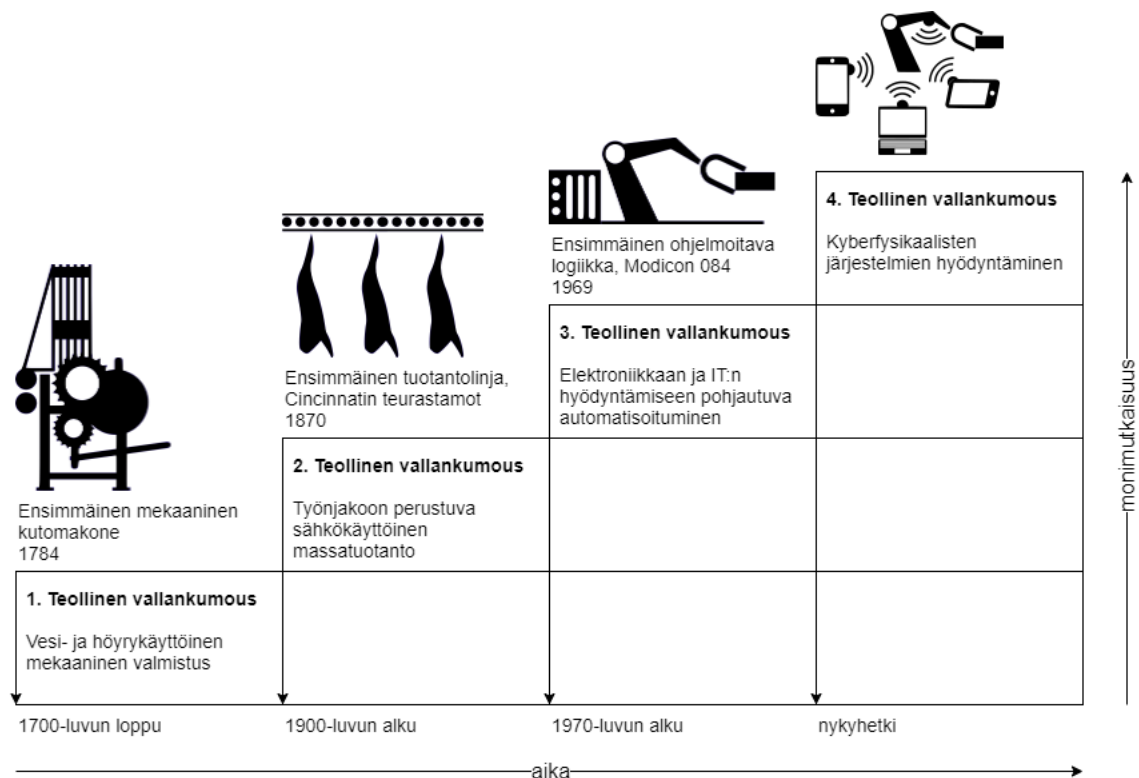 4. Teollinen vallankumous
Kyberfysikaalisten
järjestelmien hyödyntäminen
Ensimmäinen ohjelmoitava
logiikka, Modicon 084
1969
3. Teollinen vallankumous
Elektroniikkaan ja IT:n
hyödyntämiseen pohjautuva
automatisoituminen
Ensimmäinen tuotantolinja,
Cincinnatin teurastamot
1870
2. Teollinen vallankumous
Työnjakoon perustuva
sähkökäyttöinen
massatuotanto
Ensimmäinen mekaaninen
kutomakone
1784
1. Teollinen vallankumous
Vesi- ja höyrykäyttöinen
mekaaninen valmistus
monimutkaisuus
1700-luvun loppu
1900-luvun alku
1970-luvun alku
nykyhetki
aika